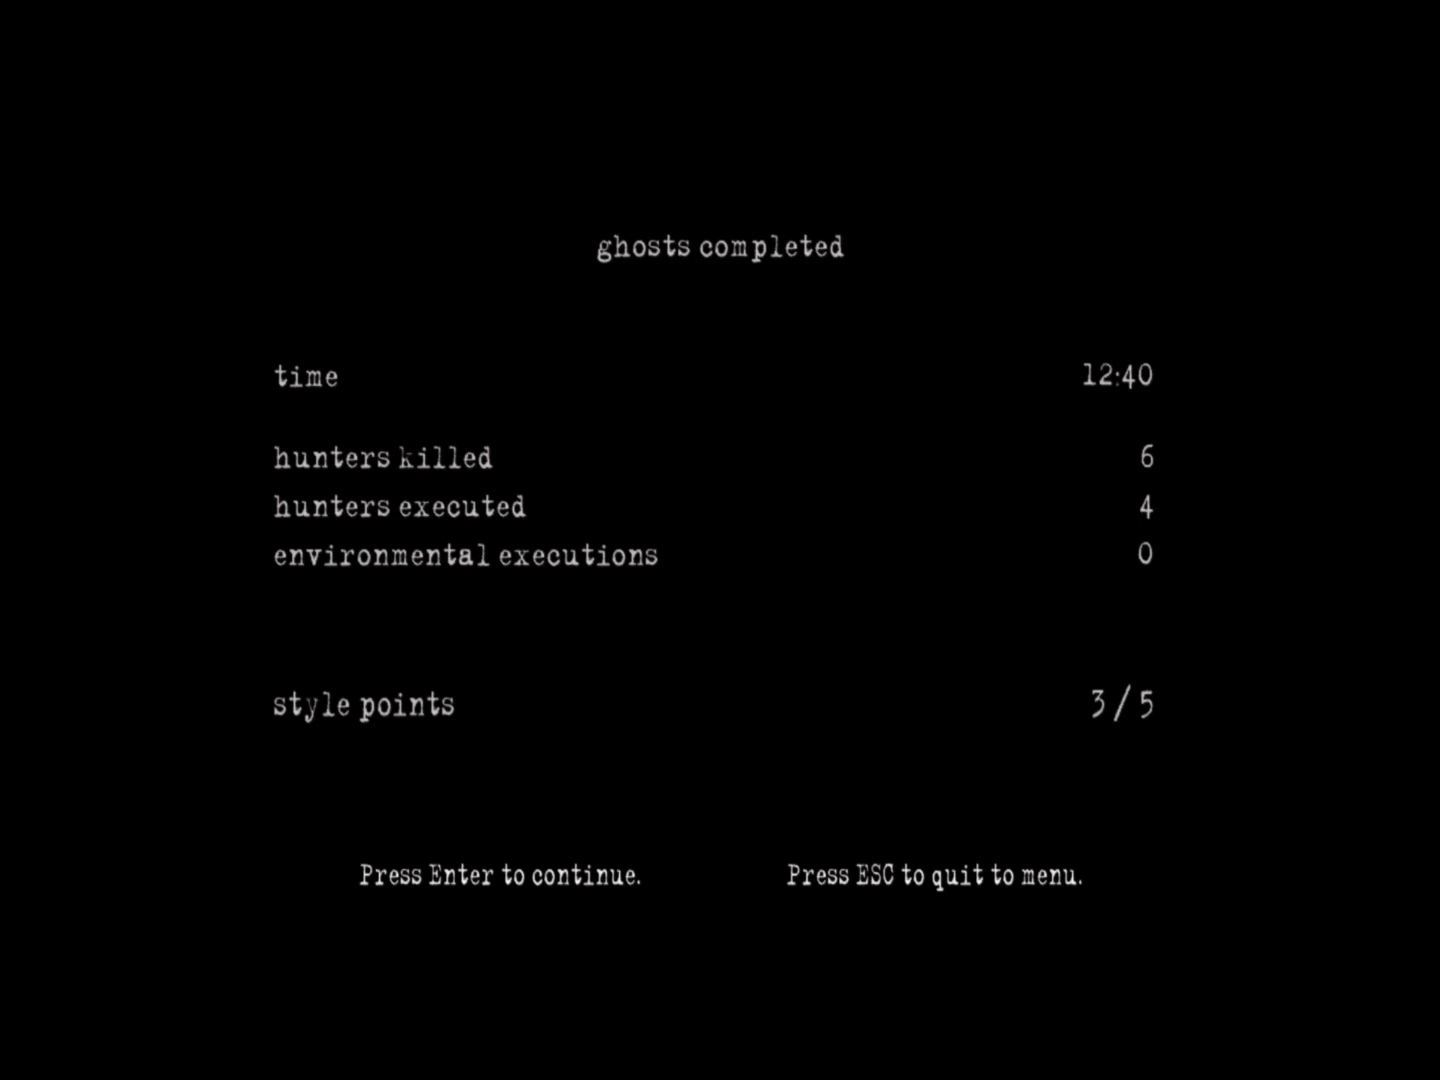 ghosts completed
time 12:40
hunters killed 6
hunters executed 4
environmental executions 0
style points 3 / 5
Press Enter to continue. Press ESC to quit to menu.